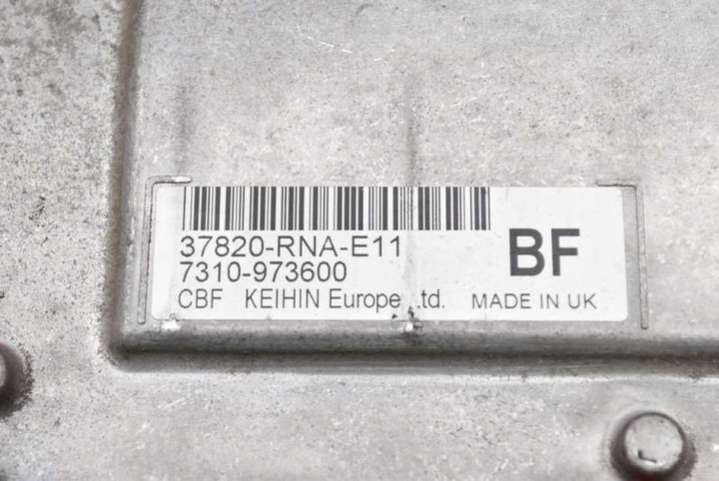 37820-RNA-E11
7310-973600
BF
CBF KEIHIN Europe td. MADE IN UK